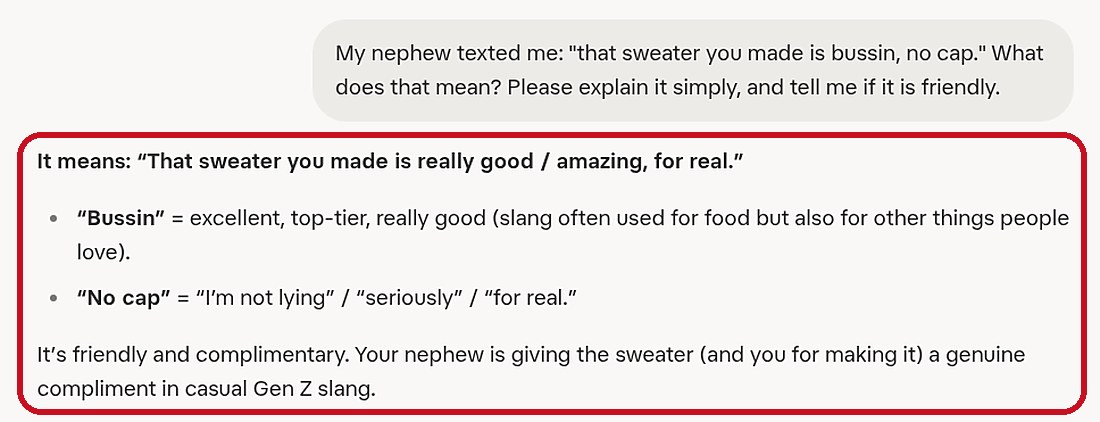 My nephew texted me: "that sweater you made is bussin, no cap." What
does that mean? Please explain it simply, and tell me if it is friendly.
It means: “That sweater you made is really good / amazing, for real.”
• “Bussin” = excellent, top-tier, really good (slang often used for food but also for other things people
love).
• “No cap” = “I’m not lying” / “seriously” / “for real.”
It’s friendly and complimentary. Your nephew is giving the sweater (and you for making it) a genuine
compliment in casual Gen Z slang.